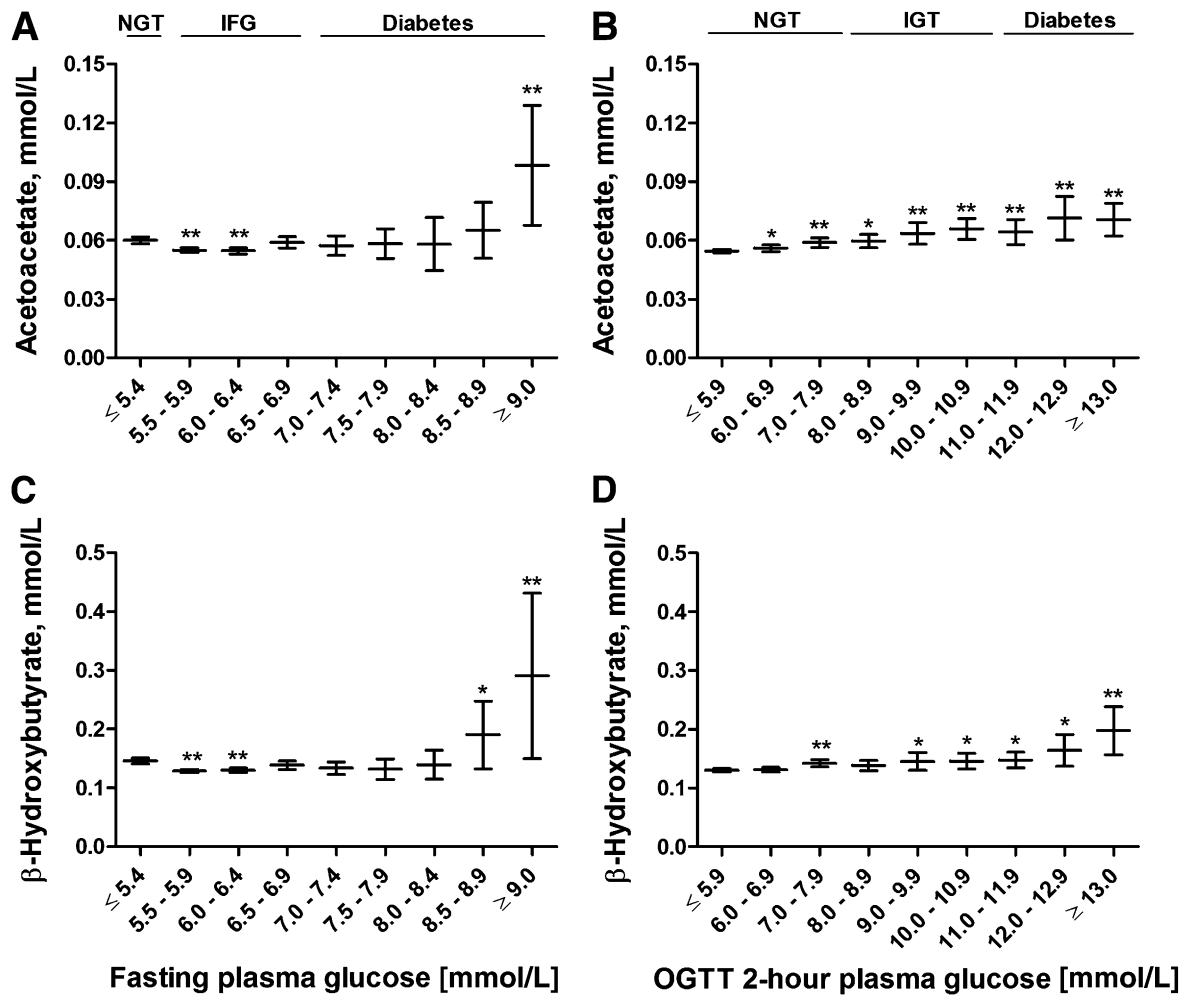 A
NGT IFG Diabetes
Acetoacetate, mmol/L
0.15
0.12
0.09
0.06
0.03
0.00
** ** **
≤ 5.4
5.5 - 5.9
6.0 - 6.4
6.5 - 6.9
7.0 - 7.4
7.5 - 7.9
8.0 - 8.4
8.5 - 8.9
≥ 9.0
B
NGT IGT Diabetes
Acetoacetate, mmol/L
0.15
0.12
0.09
0.06
0.03
0.00
* ** * ** ** ** ** **
≤ 5.9
6.0 - 6.9
7.0 - 7.9
8.0 - 8.9
9.0 - 9.9
10.0 - 10.9
11.0 - 11.9
12.0 - 12.9
≥ 13.0
C
β-Hydroxybutyrate, mmol/L
0.5
0.4
0.3
0.2
0.1
0.0
** ** * **
≤ 5.4
5.5 - 5.9
6.0 - 6.4
6.5 - 6.9
7.0 - 7.4
7.5 - 7.9
8.0 - 8.4
8.5 - 8.9
≥ 9.0
Fasting plasma glucose [mmol/L]
D
β-Hydroxybutyrate, mmol/L
0.5
0.4
0.3
0.2
0.1
0.0
** * * * * **
≤ 5.9
6.0 - 6.9
7.0 - 7.9
8.0 - 8.9
9.0 - 9.9
10.0 - 10.9
11.0 - 11.9
12.0 - 12.9
≥ 13.0
OGTT 2-hour plasma glucose [mmol/L]